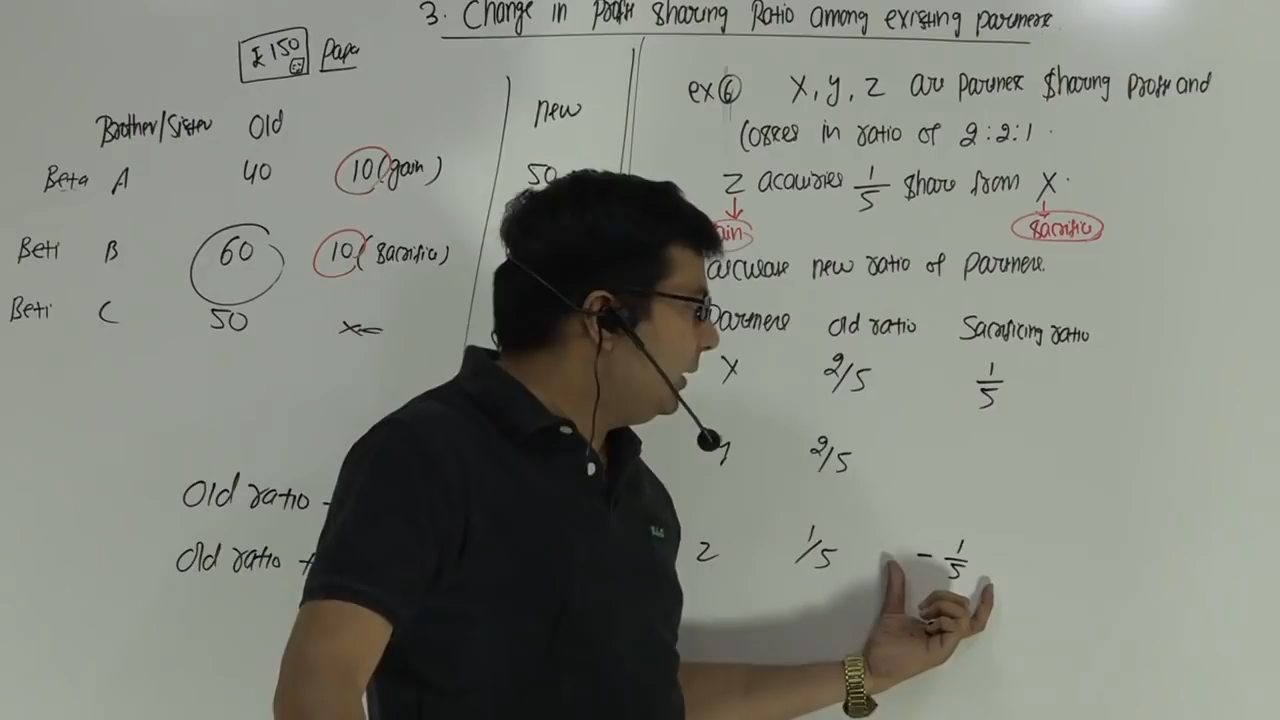 3. Change in Profit Sharing Ratio among existing partners
₹150 Papa
Brother/Sister Old new
Beta A 40 10 (gain) 50
Beti B 60 10 (Sacrifice)
Beti C 50
ex ⑥ X, Y, Z are Partner Sharing Profit and
Losses in ratio of 2:2:1.
Z acquires 1/5 Share from X.
Sacrifice
new ratio of Partners.
Partners Old ratio Sacrificing ratio
X 2/5 1/5
2/5
Z 1/5 - 1/5
Old ratio -
Old ratio +